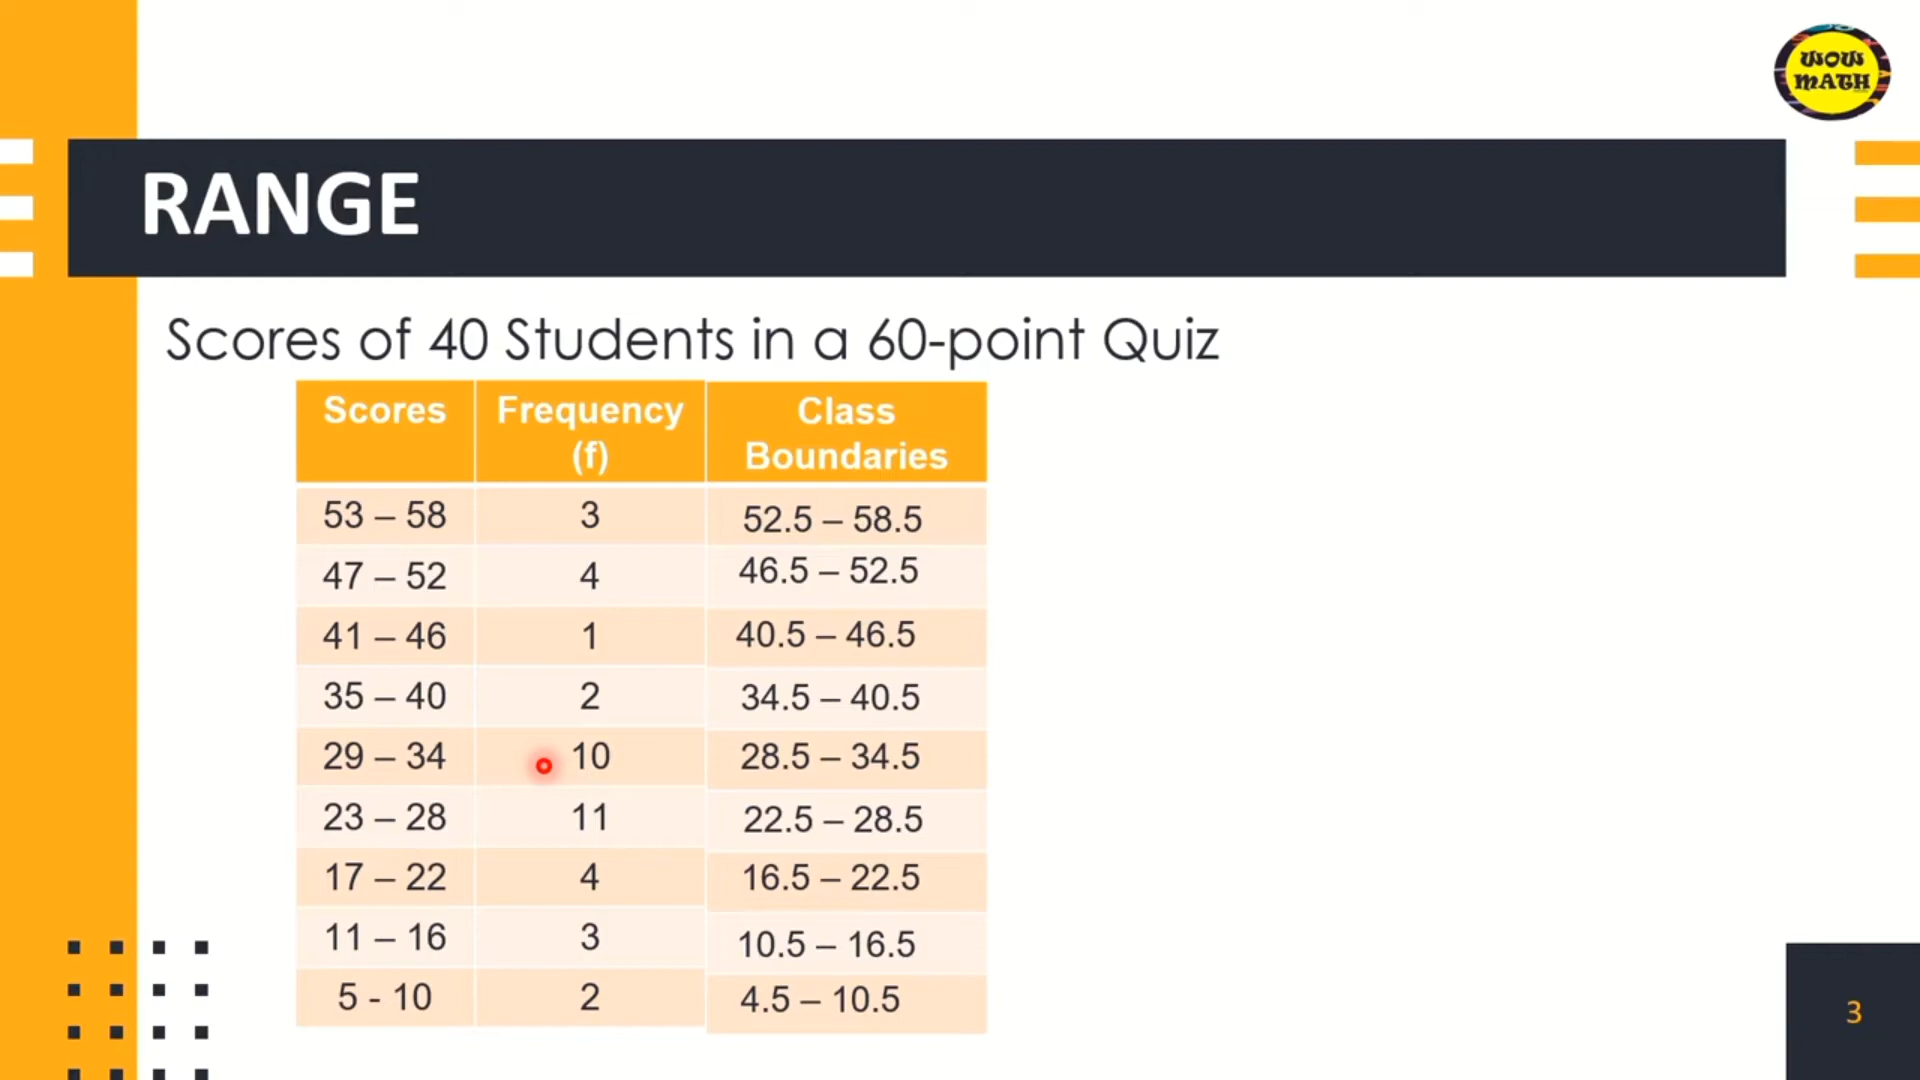 WOW
MATH
RANGE
Scores of 40 Students in a 60-point Quiz
Scores Frequency (f) Class Boundaries
53 – 58 3 52.5 – 58.5
47 – 52 4 46.5 – 52.5
41 – 46 1 40.5 – 46.5
35 – 40 2 34.5 – 40.5
29 – 34 10 28.5 – 34.5
23 – 28 11 22.5 – 28.5
17 – 22 4 16.5 – 22.5
11 – 16 3 10.5 – 16.5
5 - 10 2 4.5 – 10.5
3